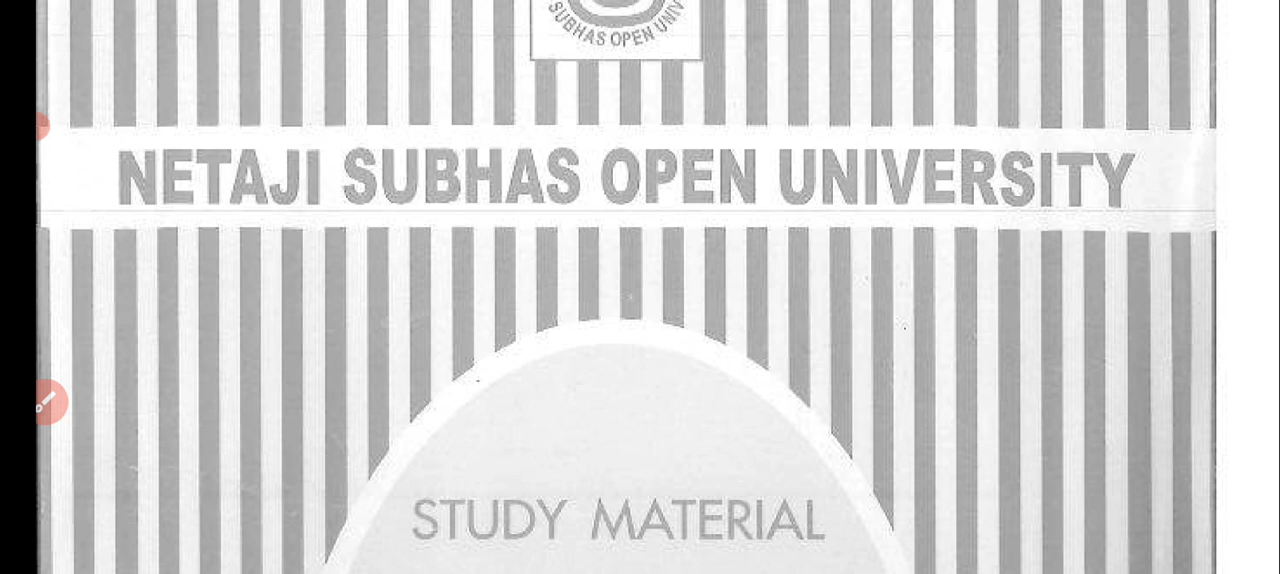 SUBHAS OPEN UNIV
NETAJI SUBHAS OPEN UNIVERSITY
STUDY MATERIAL